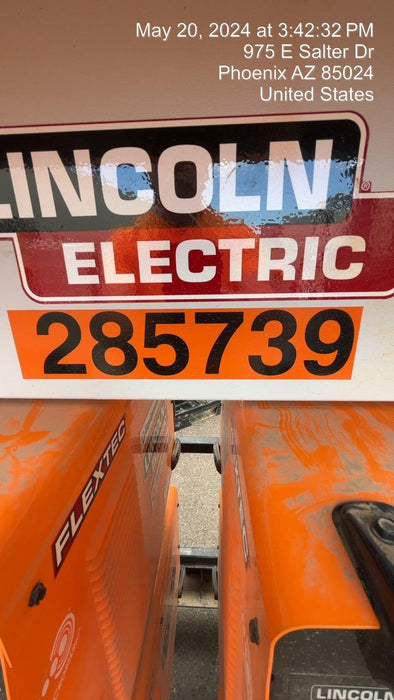 May 20, 2024 at 3:42:32 PM
975 E Salter Dr
Phoenix AZ 85024
United States
LINCOLN ®
ELECTRIC
285739
FLEXTEC
LINCOLN